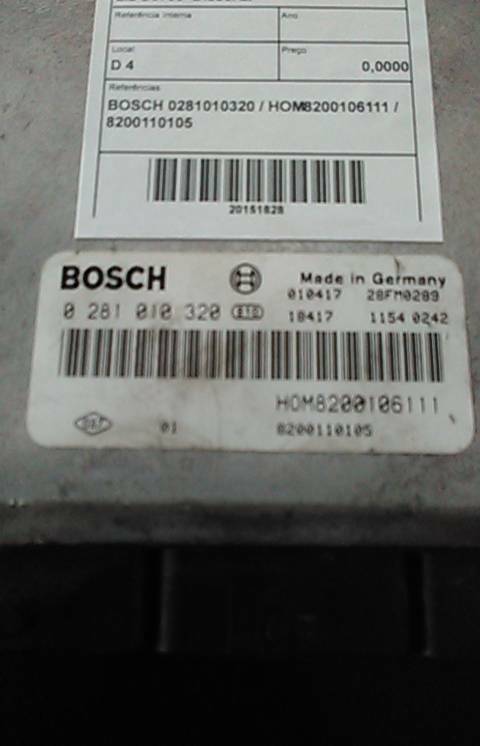 Referência Interna
Ano
Local
Preço
D 4
0,0000
Referências
BOSCH 0281010320 / HOM8200106111 /
8200110105
20151828
BOSCH
Made in Germany
010417 28FM0289
0 281 010 320
18417 1154 0242
HOM8200106111
01
8200110105